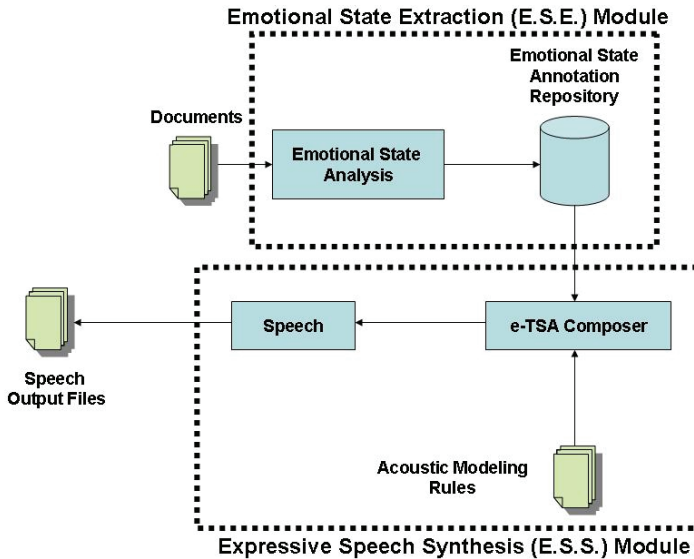 Emotional State Extraction (E.S.E.) Module
Emotional State
Annotation
Repository
Documents
Emotional State
Analysis
Speech
e-TSA Composer
Speech
Output Files
Acoustic Modeling
Rules
Expressive Speech Synthesis (E.S.S.) Module